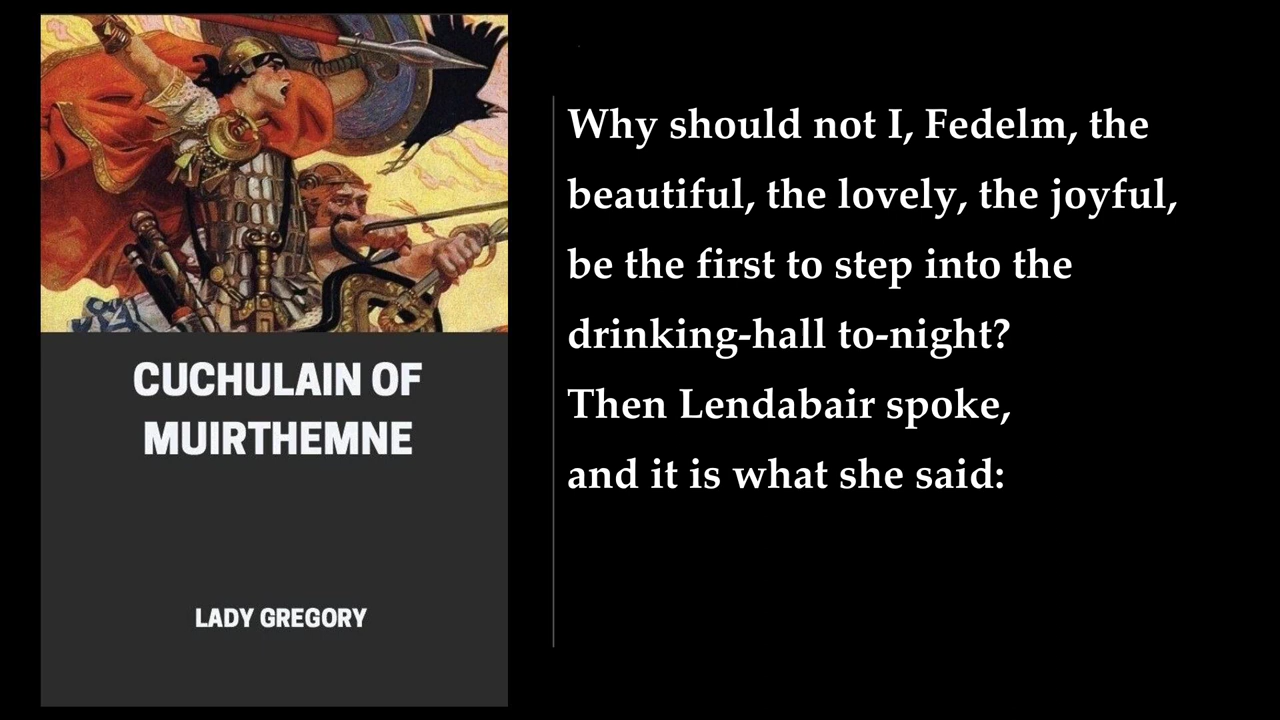 CUCHULAIN OF
MUIRTHEMNE
LADY GREGORY
Why should not I, Fedelm, the
beautiful, the lovely, the joyful,
be the first to step into the
drinking-hall to-night?
Then Lendabair spoke,
and it is what she said: